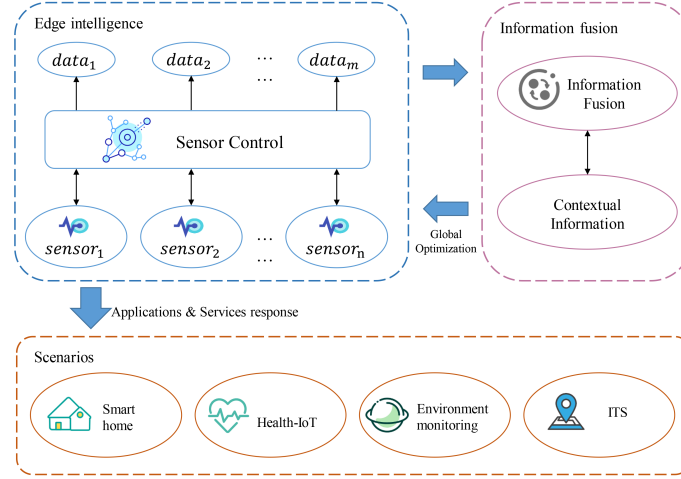 Edge intelligence
data₁
data₂
... ...
dataₘ
Sensor Control
sensor₁
sensor₂
... ...
sensorₙ
Information fusion
Information
Fusion
Contextual
Information
Global
Optimization
Applications & Services response
Scenarios
Smart
home
Health-IoT
Environment
monitoring
ITS